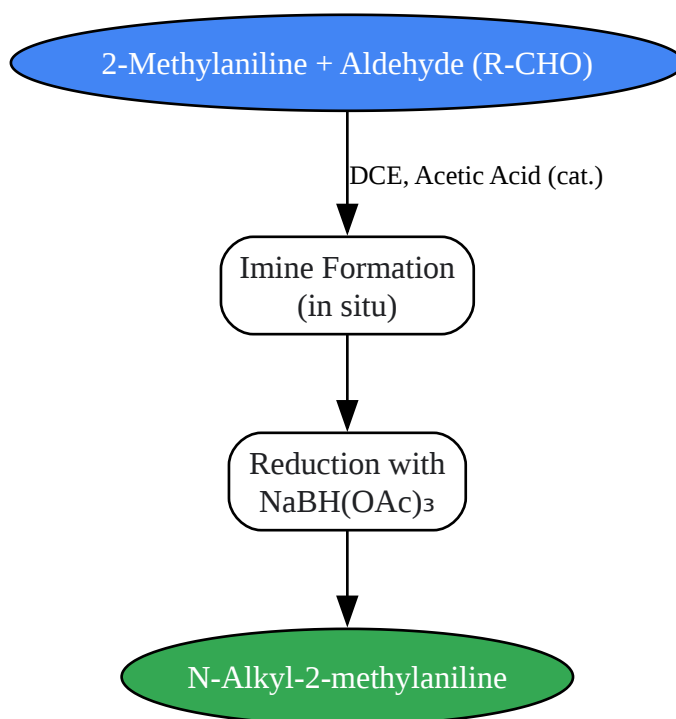 2-Methylaniline + Aldehyde (R-CHO)
DCE, Acetic Acid (cat.)
Imine Formation
(in situ)
Reduction with
NaBH(OAc)₃
N-Alkyl-2-methylaniline